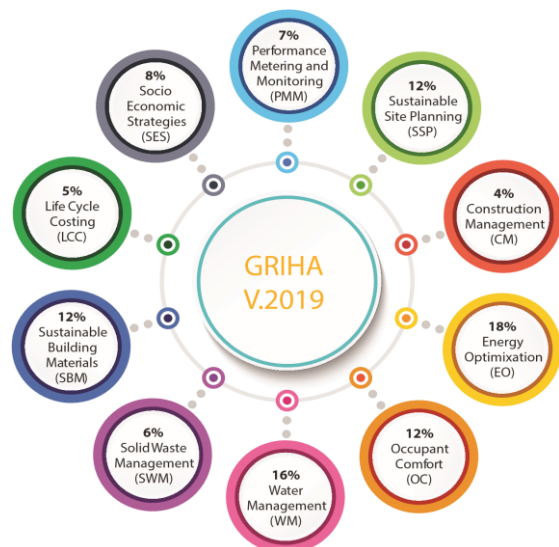 7%
Performance
Metering and
Monitoring
(PMM)
12%
Sustainable
Site Planning
(SSP)
4%
Construction
Management
(CM)
18%
Energy
Optimixation
(EO)
12%
Occupant
Comfort
(OC)
16%
Water
Management
(WM)
6%
Solid Waste
Management
(SWM)
12%
Sustainable
Building
Materials
(SBM)
5%
Life Cycle
Costing
(LCC)
8%
Socio
Economic
Strategies
(SES)
GRIHA
V.2019